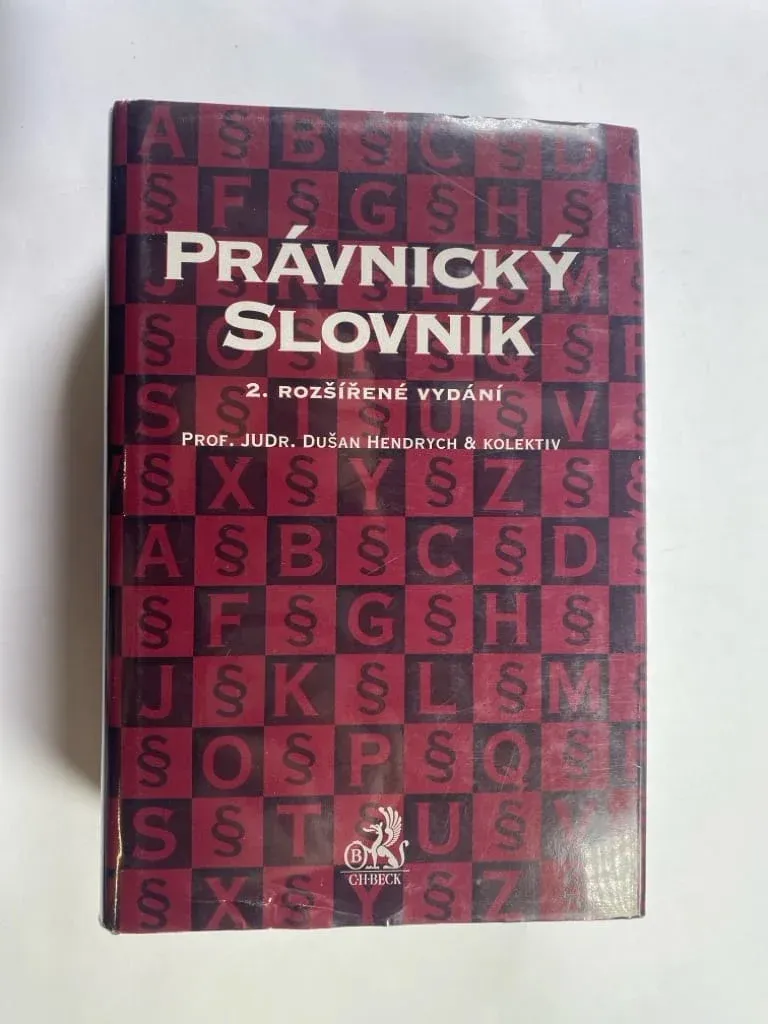 A § B § C § D
§ F § G § H §
PRÁVNICKÝ
SLOVNÍK
2. ROZŠÍŘENÉ VYDÁNÍ
PROF. JUDR. DUŠAN HENDRYCH & KOLEKTIV
§ X § Y § Z §
A § B § C § D
§ F § G § H §
J § K § L § M
§ O § P § Q §
S § T § U § V
B
C·H·BECK
§ X § Y § Z